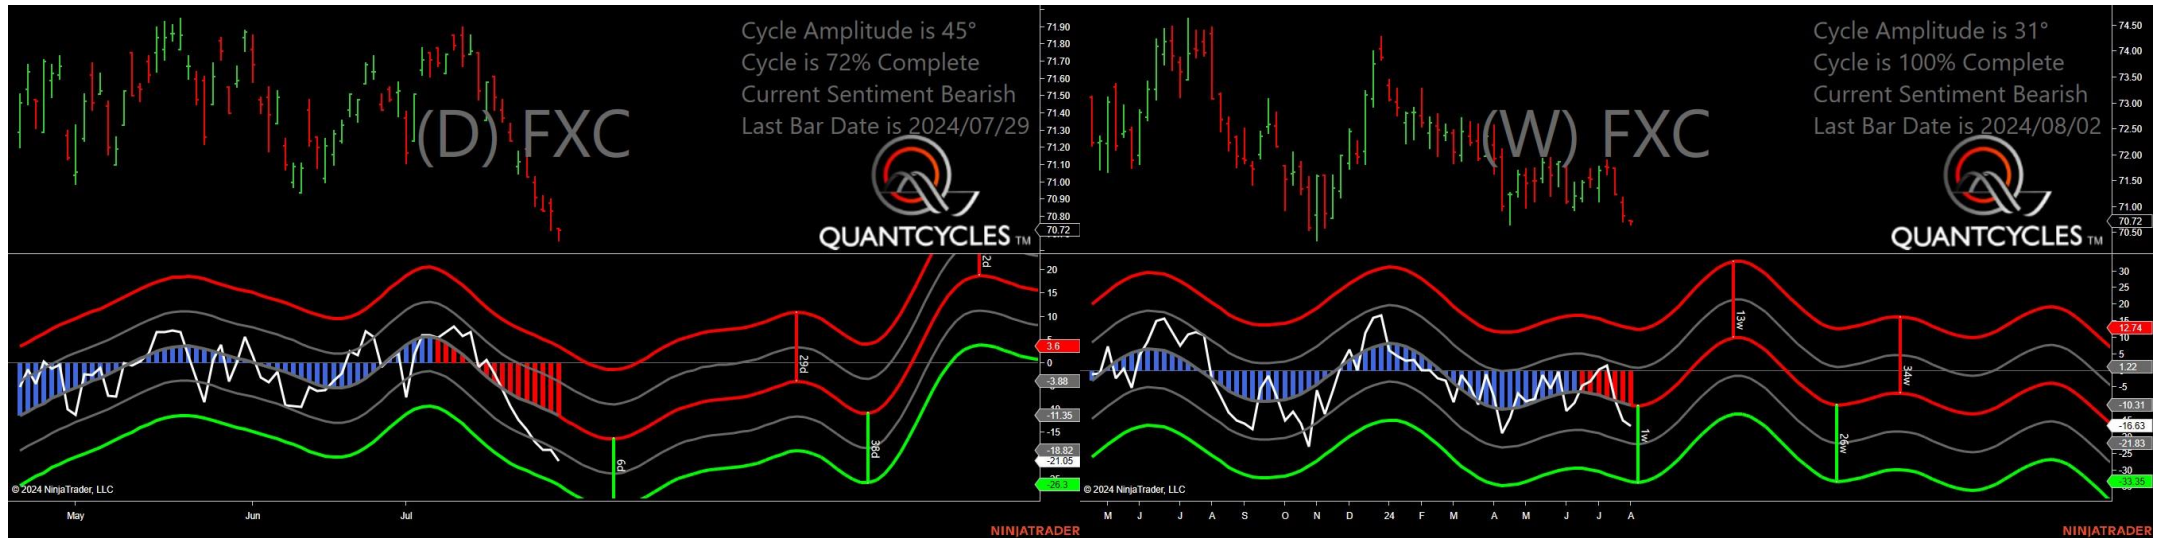 Cycle Amplitude is 45°
Cycle is 72% Complete
Current Sentiment Bearish
Last Bar Date is 2024/07/29
(D) FXC
QUANTCYCLES TM
71.90
71.80
71.70
71.60
71.50
71.40
71.30
71.20
71.10
71.00
70.90
70.80
70.72
2d
29d
38d
6d
20
15
10
3.6
0
-3.88
-11.35
-15
-18.82
-21.05
-26.3
© 2024 NinjaTrader, LLC
May Jun Jul
NINJATRADER
Cycle Amplitude is 31°
Cycle is 100% Complete
Current Sentiment Bearish
Last Bar Date is 2024/08/02
(W) FXC
QUANTCYCLES TM
74.50
74.00
73.50
73.00
72.50
72.00
71.50
71.00
70.72
70.50
13w
34w
1w
26w
30
25
20
15
12.74
10
5
1.22
-5
-10.31
-16.63
-21.83
-25
-30
-33.35
© 2024 NinjaTrader, LLC
M J J A S O N D 24 F M A M J J A
NINJATRADER